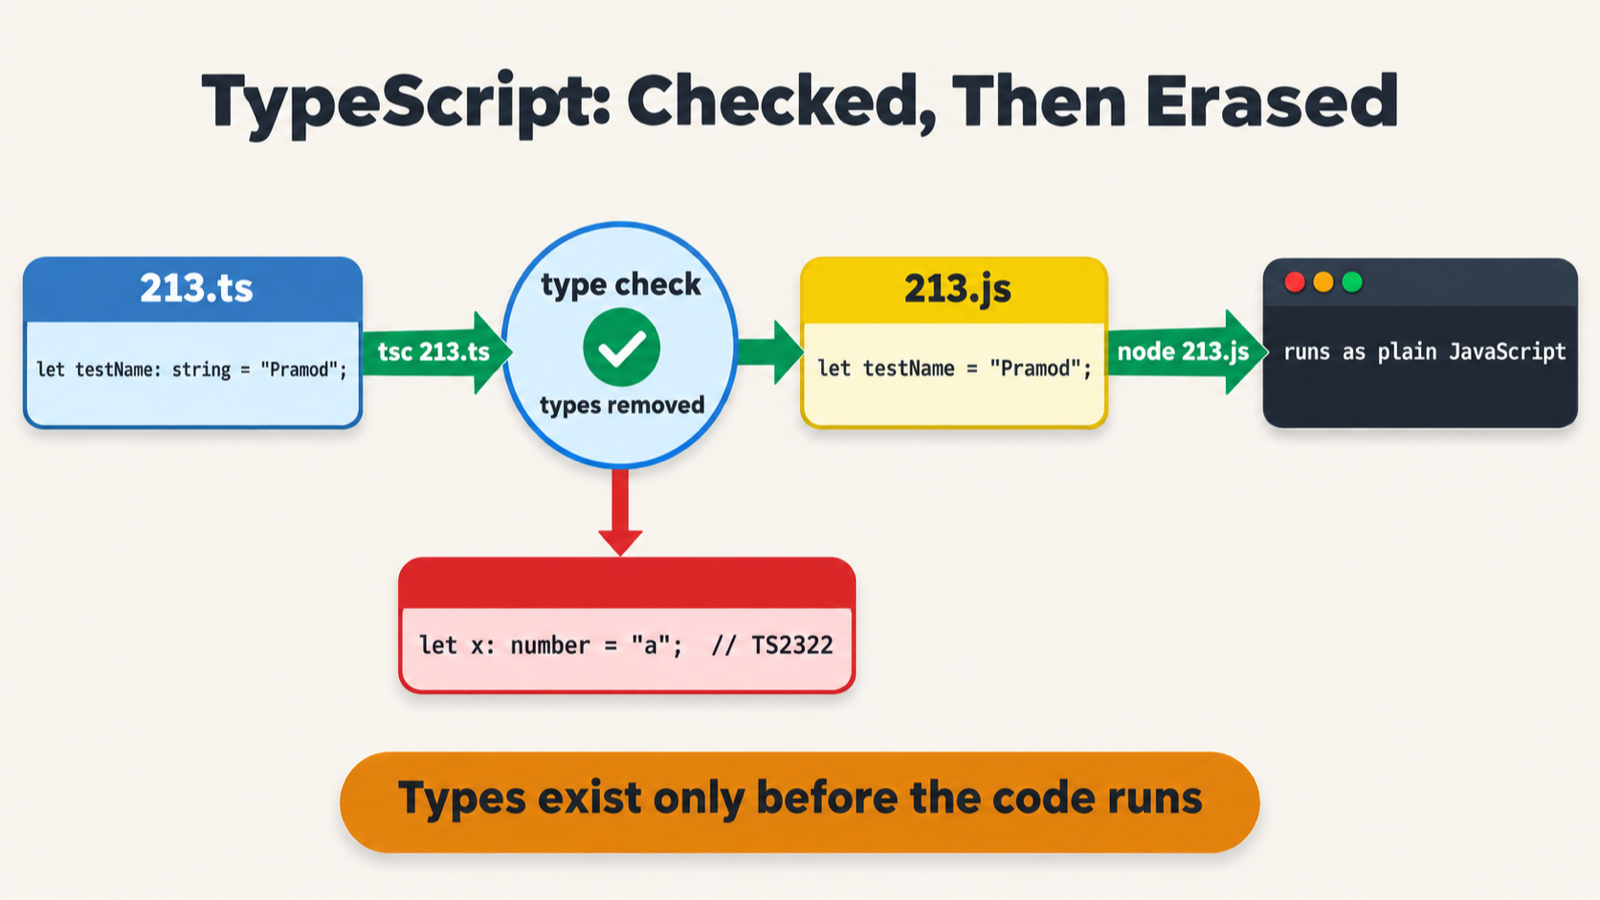 TypeScript: Checked, Then Erased
213.ts
let testName: string = "Pramod";
tsc 213.ts
type check
types removed
213.js
let testName = "Pramod";
node 213.js
runs as plain JavaScript
let x: number = "a";  // TS2322
Types exist only before the code runs